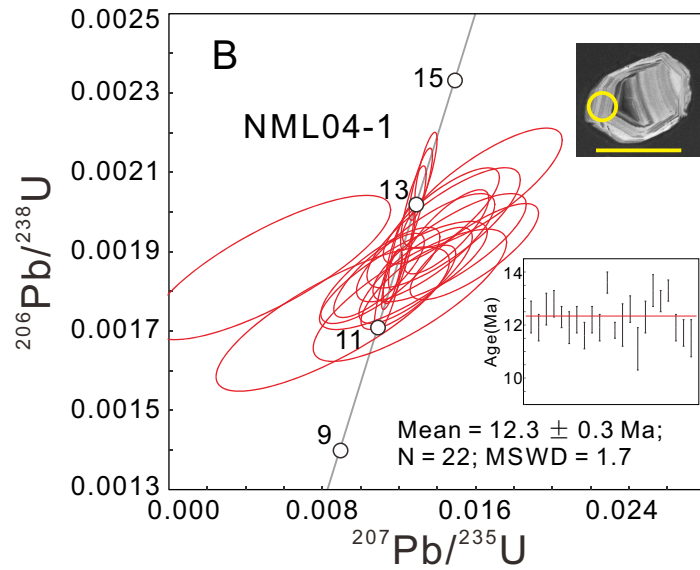 B
NML04-1
15
13
11
9
0.0025
0.0023
0.0021
0.0019
0.0017
0.0015
0.0013
206Pb/238U
14
12
10
Age(Ma)
Mean = 12.3 ± 0.3 Ma;
N = 22; MSWD = 1.7
0.000 0.008 0.016 0.024
207Pb/235U